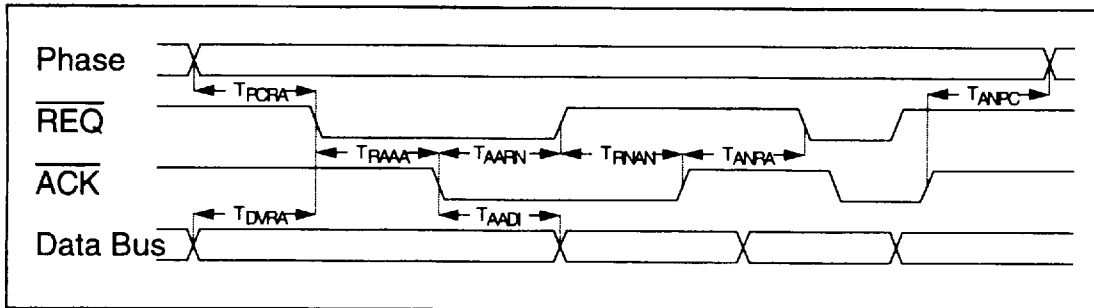 Phase
T_PCRA
T_ANPC
REQ
T_RAAA T_AARN T_RNAN T_ANRA
ACK
T_DVRA T_AADI
Data Bus